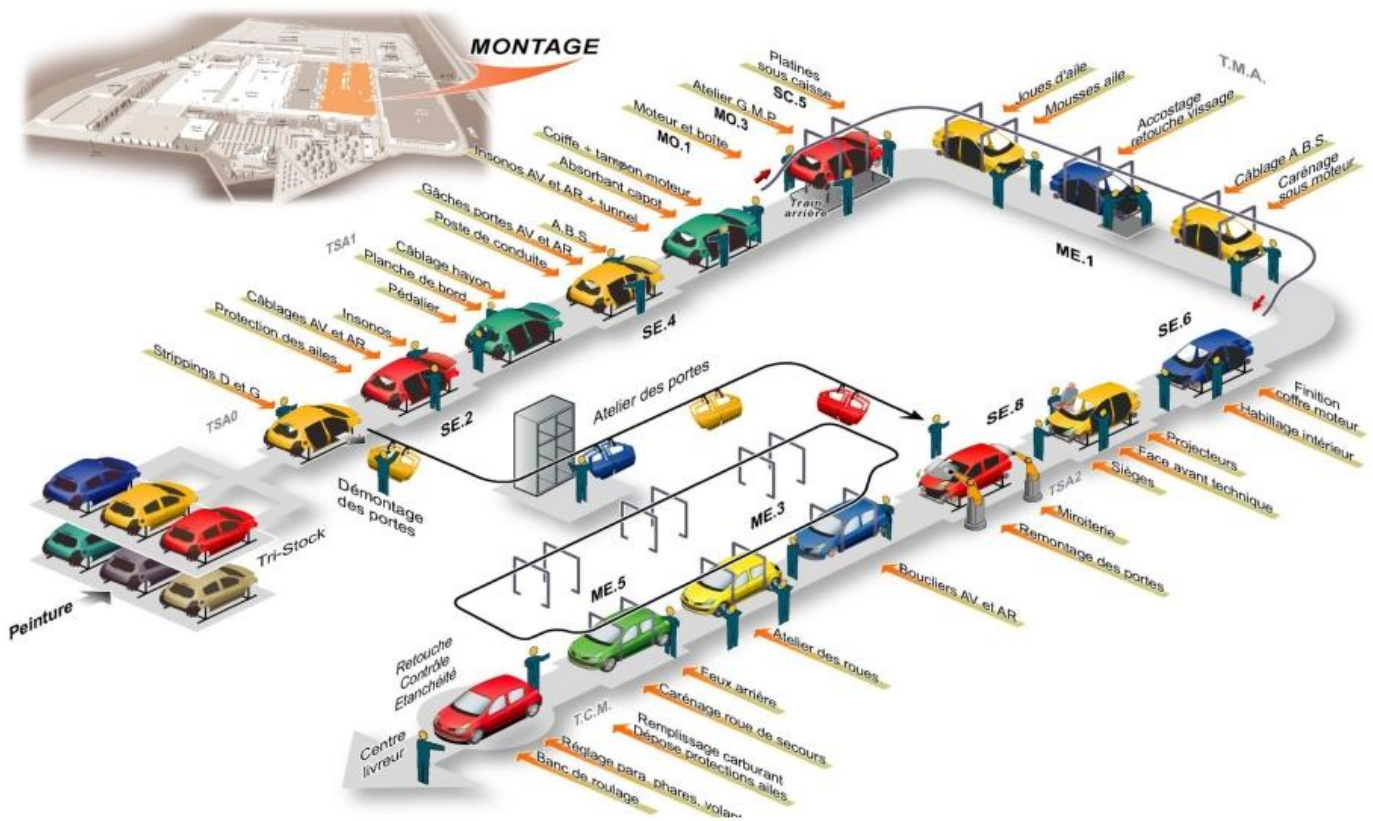 MONTAGE
Platines
sous caisse
SC.5
Atelier G.M.P.
MO.3
Moteur et boîte
MO.1
Coiffe + tampon moteur
Absorbant capot
Insonos AV et AR + tunnel
A.B.S.
Gâches portes AV et AR
Poste de conduite
Câblage hayon
Planche de bord
Pédalier
Insonos
Câblages AV et AR
Protection des ailes
Strippings D et G
TSA1
TSA0
SE.2
SE.4
Train
arrière
Joues d'aile
Mousses aile
T.M.A.
Accostage
retouche vissage
Câblage A.B.S.
Carénage
sous moteur
ME.1
SE.6
SE.8
Finition
coffre moteur
Habillage intérieur
Projecteurs
Face avant technique
Sièges
TSA2
Miroiterie
Remontage des portes
Boucliers AV et AR
Atelier des portes
Démontage
des portes
Tri-Stock
Peinture
ME.3
ME.5
Atelier des roues
Feux arrière
Carénage roue de secours
Remplissage carburant
Dépose protections ailes
Réglage para, phares, volant
Banc de roulage
T.C.M.
Retouche
Contrôle
Etanchéité
Centre
livreur